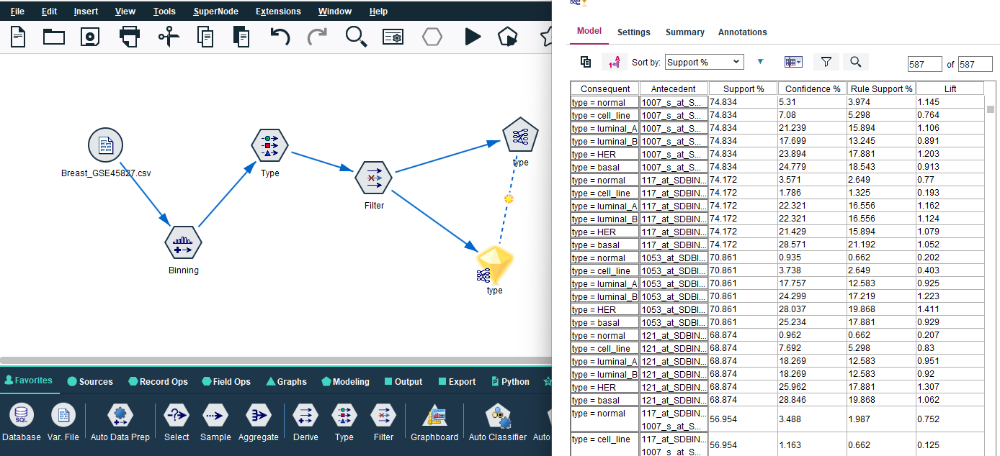 File Edit Insert View Tools SuperNode Extensions Window Help
Breast_GSE45827.csv
Binning
Type
Filter
type
type
Favorites Sources Record Ops Field Ops Graphs Modeling Output Export Python
SQL
Database Var. File Auto Data Prep Select Sample Aggregate Derive Type Filter Graphboard Auto Classifier Auto
Model Settings Summary Annotations
Sort by: Support % 587 of 587
Consequent Antecedent Support % Confidence % Rule Support % Lift
type = normal 1007_s_at_S... 74.834 5.31 3.974 1.145
type = cell_line 1007_s_at_S... 74.834 7.08 5.298 0.764
type = luminal_A 1007_s_at_S... 74.834 21.239 15.894 1.106
type = luminal_B 1007_s_at_S... 74.834 17.699 13.245 0.891
type = HER 1007_s_at_S... 74.834 23.894 17.881 1.203
type = basal 1007_s_at_S... 74.834 24.779 18.543 0.913
type = normal 117_at_SDBIN... 74.172 3.571 2.649 0.77
type = cell_line 117_at_SDBIN... 74.172 1.786 1.325 0.193
type = luminal_A 117_at_SDBIN... 74.172 22.321 16.556 1.162
type = luminal_B 117_at_SDBIN... 74.172 22.321 16.556 1.124
type = HER 117_at_SDBIN... 74.172 21.429 15.894 1.079
type = basal 117_at_SDBIN... 74.172 28.571 21.192 1.052
type = normal 1053_at_SDBI... 70.861 0.935 0.662 0.202
type = cell_line 1053_at_SDBI... 70.861 3.738 2.649 0.403
type = luminal_A 1053_at_SDBI... 70.861 17.757 12.583 0.925
type = luminal_B 1053_at_SDBI... 70.861 24.299 17.219 1.223
type = HER 1053_at_SDBI... 70.861 28.037 19.868 1.411
type = basal 1053_at_SDBI... 70.861 25.234 17.881 0.929
type = normal 121_at_SDBIN... 68.874 0.962 0.662 0.207
type = cell_line 121_at_SDBIN... 68.874 7.692 5.298 0.83
type = luminal_A 121_at_SDBIN... 68.874 18.269 12.583 0.951
type = luminal_B 121_at_SDBIN... 68.874 18.269 12.583 0.92
type = HER 121_at_SDBIN... 68.874 25.962 17.881 1.307
type = basal 121_at_SDBIN... 68.874 28.846 19.868 1.062
type = normal 117_at_SDBIN... 56.954 3.488 1.987 0.752
1007_s_at_S...
type = cell_line 117_at_SDBIN... 56.954 1.163 0.662 0.125
1007_s_at_S...